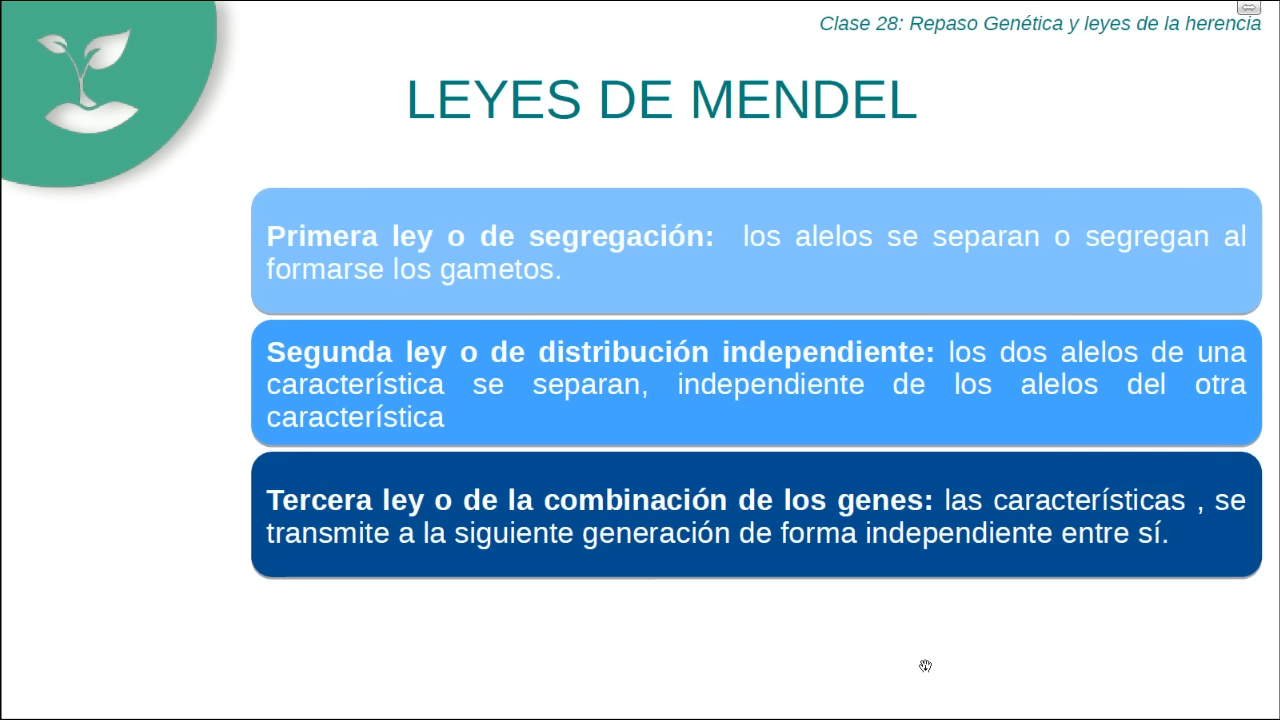 Clase 28: Repaso Genética y leyes de la herencia
LEYES DE MENDEL
Primera ley o de segregación: los alelos se separan o segregan al
formarse los gametos.
Segunda ley o de distribución independiente: los dos alelos de una
característica se separan, independiente de los alelos del otra
característica
Tercera ley o de la combinación de los genes: las características , se
transmite a la siguiente generación de forma independiente entre sí.